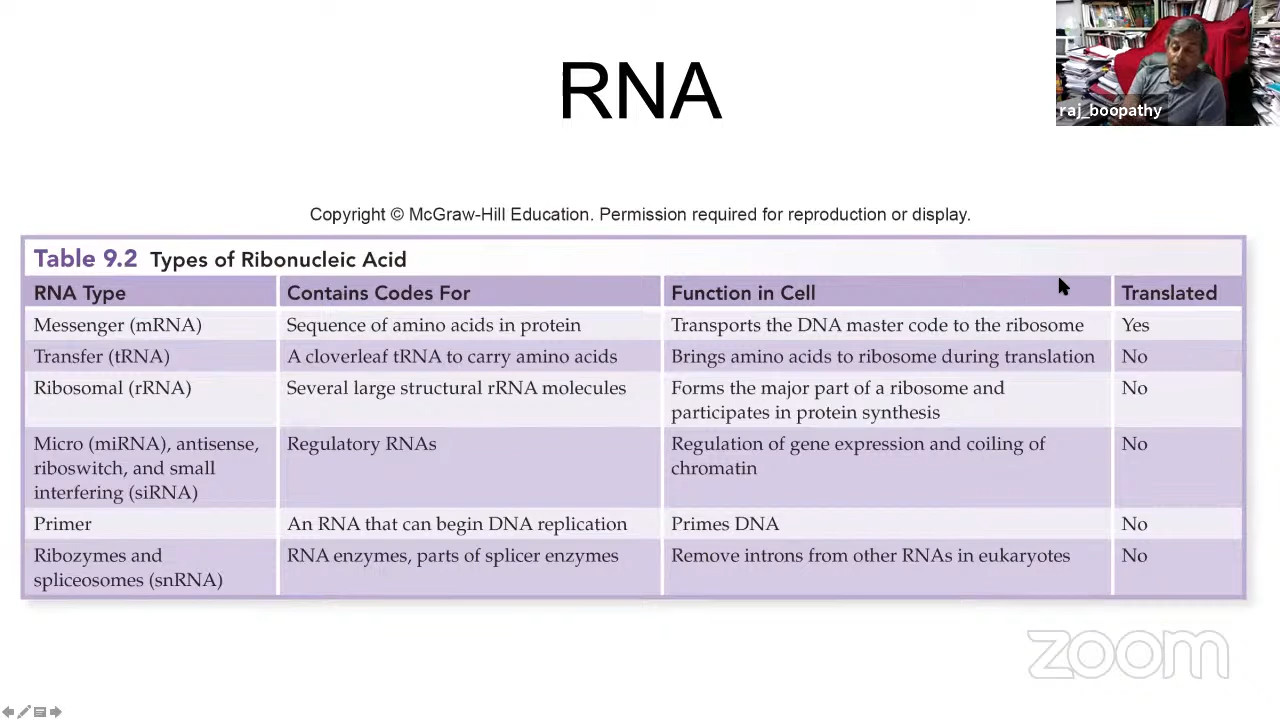 RNA
raj_boopathy
Copyright © McGraw-Hill Education. Permission required for reproduction or display.
Table 9.2 Types of Ribonucleic Acid
RNA Type Contains Codes For Function in Cell Translated
Messenger (mRNA) Sequence of amino acids in protein Transports the DNA master code to the ribosome Yes
Transfer (tRNA) A cloverleaf tRNA to carry amino acids Brings amino acids to ribosome during translation No
Ribosomal (rRNA) Several large structural rRNA molecules Forms the major part of a ribosome and No
participates in protein synthesis
Micro (miRNA), antisense, Regulatory RNAs Regulation of gene expression and coiling of No
riboswitch, and small chromatin
interfering (siRNA)
Primer An RNA that can begin DNA replication Primes DNA No
Ribozymes and RNA enzymes, parts of splicer enzymes Remove introns from other RNAs in eukaryotes No
spliceosomes (snRNA)
zoom